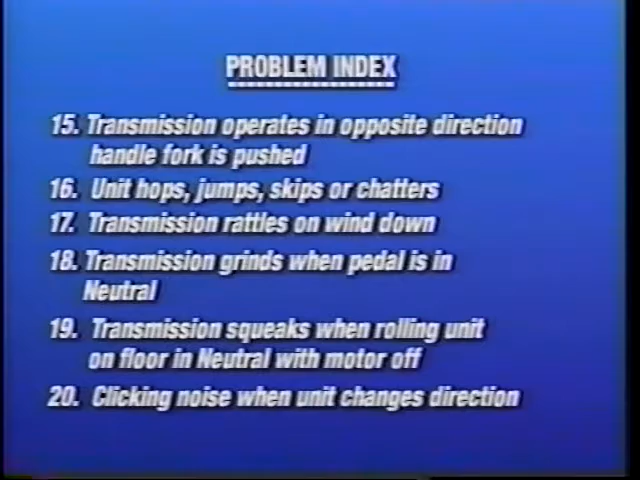 PROBLEM INDEX
15. Transmission operates in opposite direction
handle fork is pushed
16. Unit hops, jumps, skips or chatters
17. Transmission rattles on wind down
18. Transmission grinds when pedal is in
Neutral
19. Transmission squeaks when rolling unit
on floor in Neutral with motor off
20. Clicking noise when unit changes direction